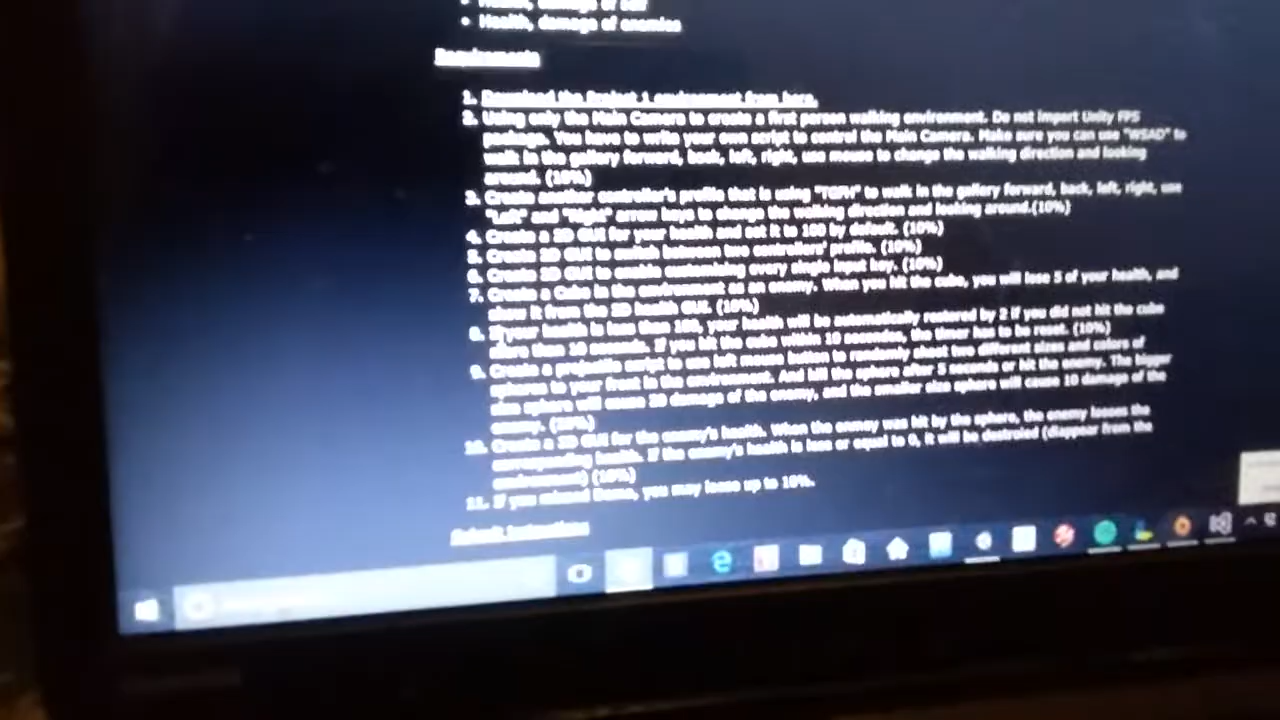 • Health, damage of
• Health, damage of enemies
Requirements
1. Download the Project 1 environment from here.
2. Using only the Main Camera to create a first person walking environment. Do not import Unity FPS
package. You have to write your own script to control the Main Camera. Make sure you can use "WSAD" to
walk in the gallery forward, back, left, right, use mouse to change the walking direction and looking
around. (10%)
3. Create another controller's profile that is using "TGFH" to walk in the gallery forward, back, left, right, use
"Left" and "Right" arrow keys to change the walking direction and looking around.(10%)
4. Create a 2D GUI for your health and set it to 100 by default. (10%)
5. Create 2D GUI to switch between two controllers' profile. (10%)
6. Create 2D GUI to enable customizing every single input key. (10%)
7. Create a Cube in the environment as an enemy. When you hit the cube, you will lose 5 of your health, and
show it from the 2D health GUI. (10%)
8. If your health is less than 100, your health will be automatically restored by 2 if you did not hit the cube
more than 10 seconds. If you hit the cube within 10 seconds, the timer has to be reset. (10%)
9. Create a projectile script to use left mouse button to randomly shoot two different sizes and colors of
spheres to your front in the environment. And kill the sphere after 5 seconds or hit the enemy. The bigger
size sphere will cause 20 damage of the enemy, and the smaller size sphere will cause 10 damage of the
enemy. (10%)
10. Create a 3D GUI for the enemy's health. When the enmay was hit by the sphere, the enemy losses the
corresponding health. If the enemy's health is less or equal to 0, it will be destroied (diappear from the
environment) (10%)
11. If you missed Demo, you may loose up to 10%.
Submit Instructions